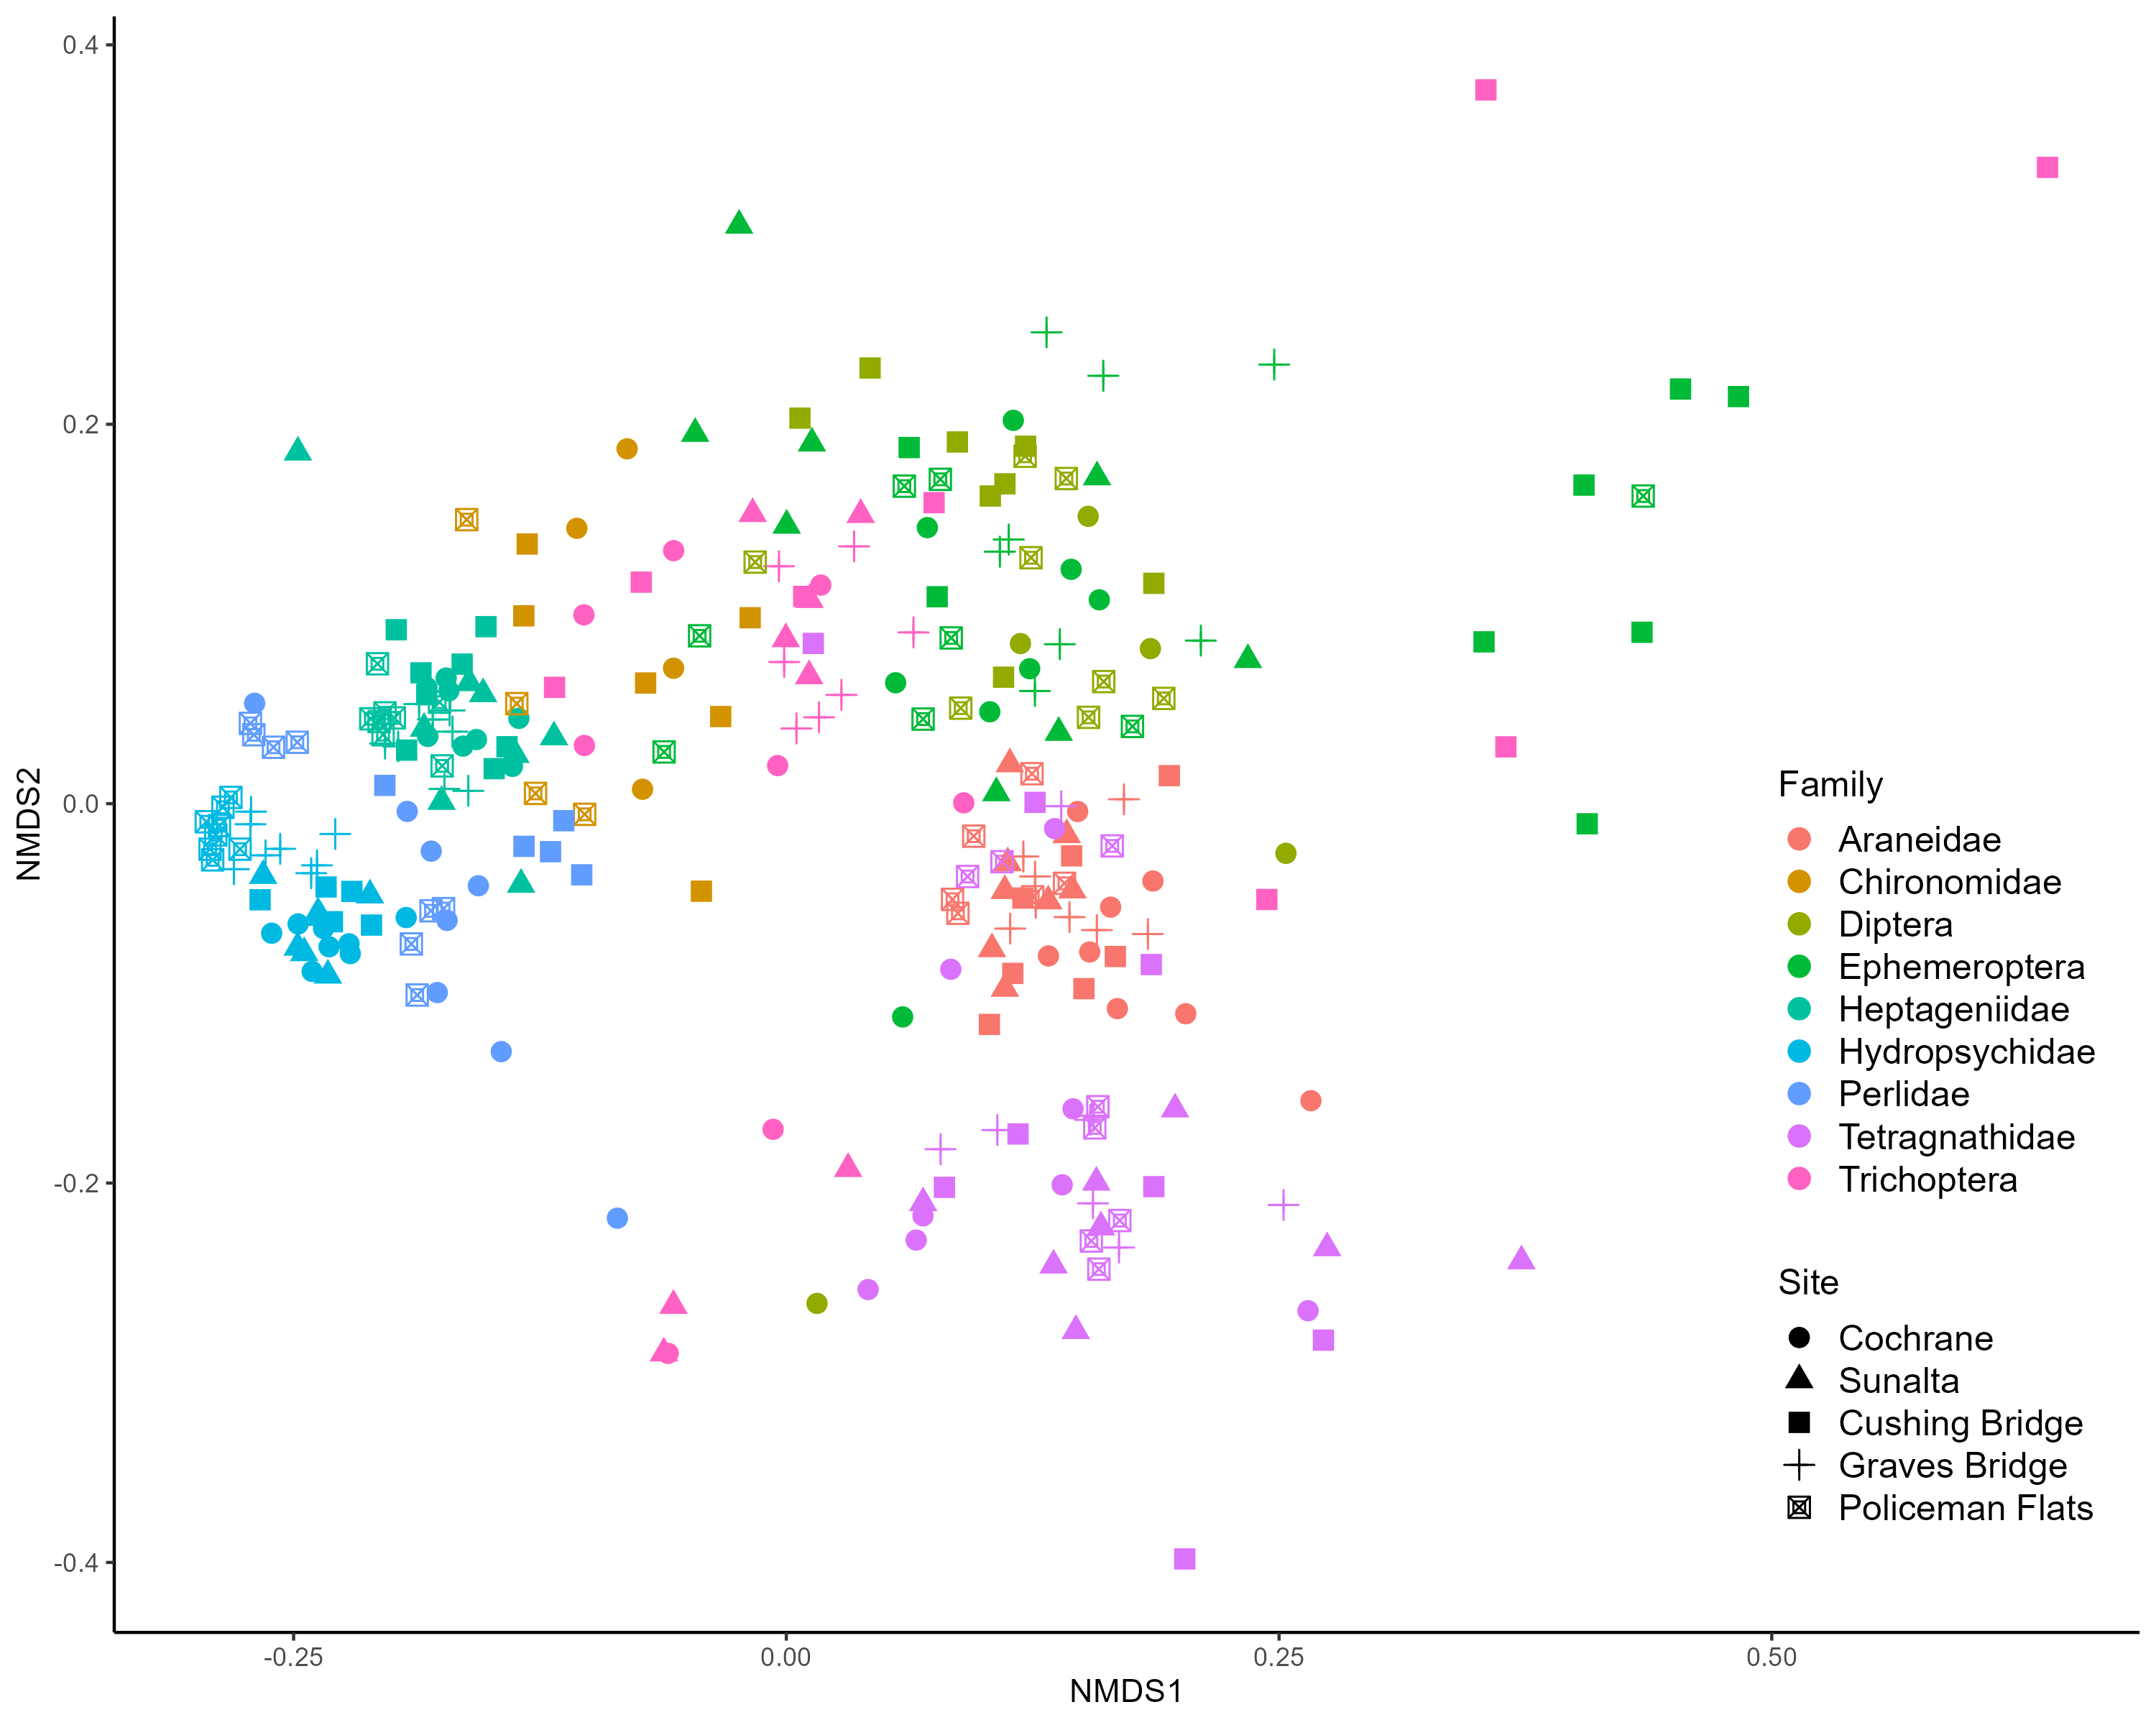 0.4
0.2
0.0
-0.2
-0.4
NMDS2
-0.25
0.00
0.25
0.50
NMDS1
Family
Araneidae
Chironomidae
Diptera
Ephemeroptera
Heptageniidae
Hydropsychidae
Perlidae
Tetragnathidae
Trichoptera
Site
Cochrane
Sunalta
Cushing Bridge
Graves Bridge
Policeman Flats